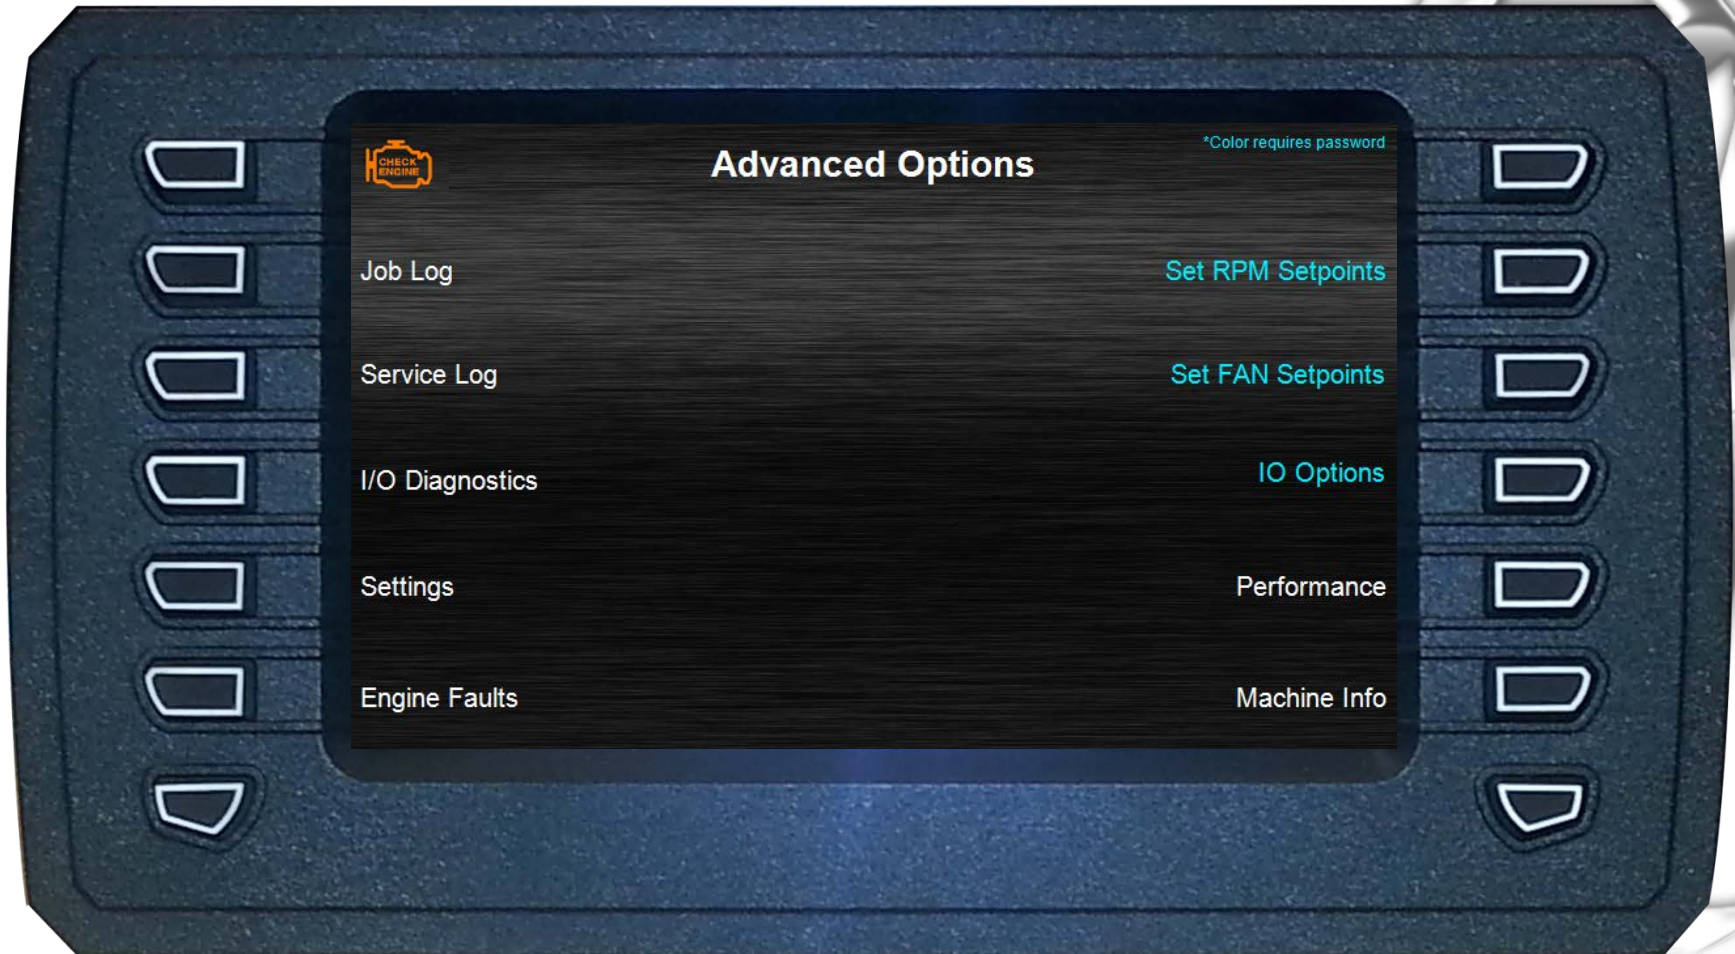 CHECK
ENGINE
Advanced Options
*Color requires password
Job Log
Set RPM Setpoints
Service Log
Set FAN Setpoints
I/O Diagnostics
IO Options
Settings
Performance
Engine Faults
Machine Info